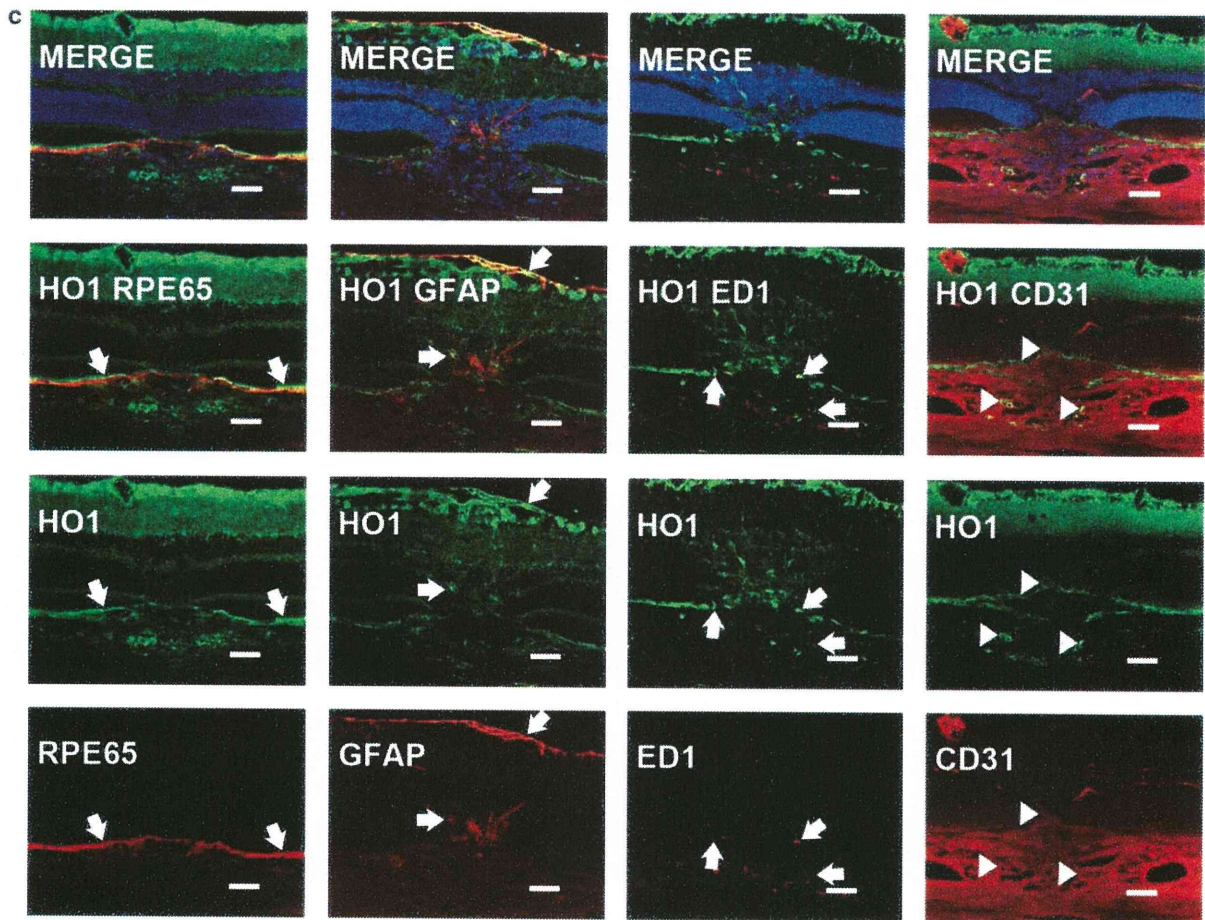 c
MERGE MERGE MERGE MERGE
HO1 RPE65 HO1 GFAP HO1 ED1 HO1 CD31
HO1 HO1 HO1 HO1
RPE65 GFAP ED1 CD31